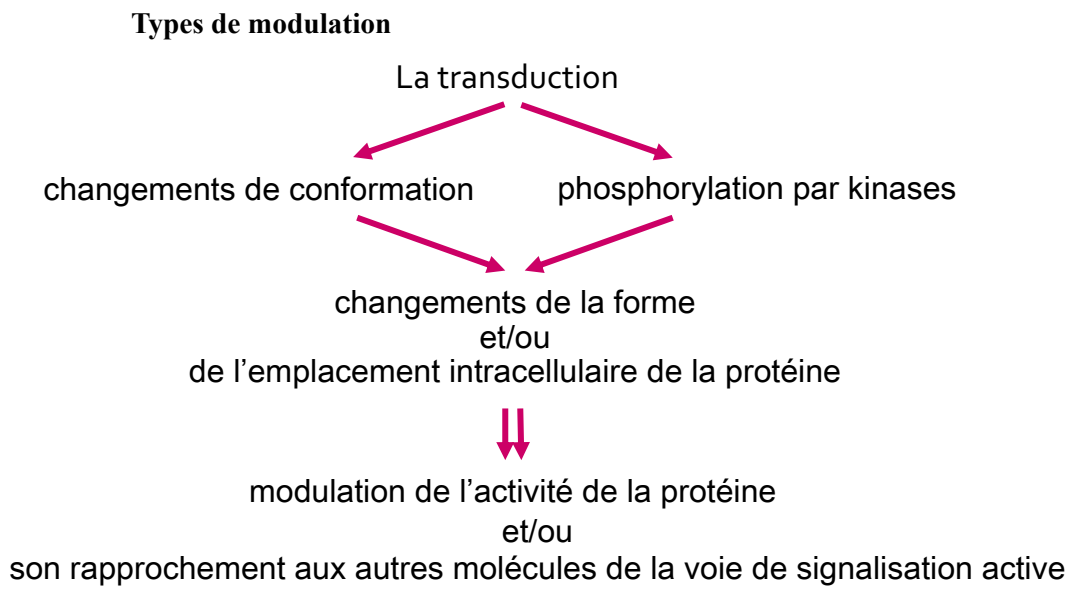 Types de modulation
La transduction
changements de conformation
phosphorylation par kinases
changements de la forme
et/ou
de l’emplacement intracellulaire de la protéine
modulation de l’activité de la protéine
et/ou
son rapprochement aux autres molécules de la voie de signalisation active